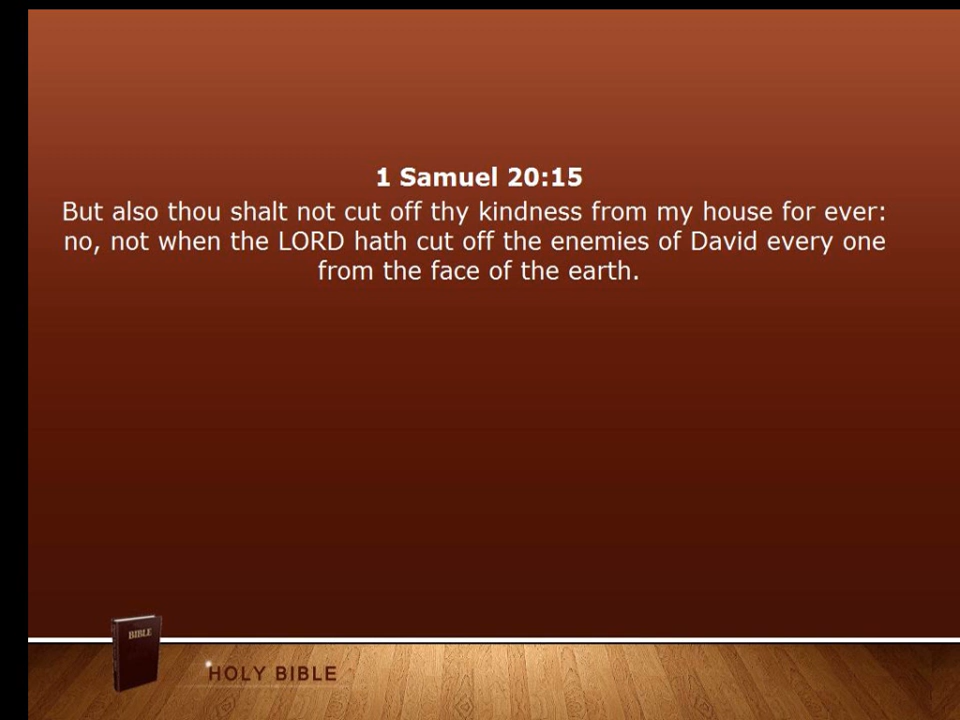 1 Samuel 20:15
But also thou shalt not cut off thy kindness from my house for ever:
no, not when the LORD hath cut off the enemies of David every one
from the face of the earth.
BIBLE
HOLY BIBLE